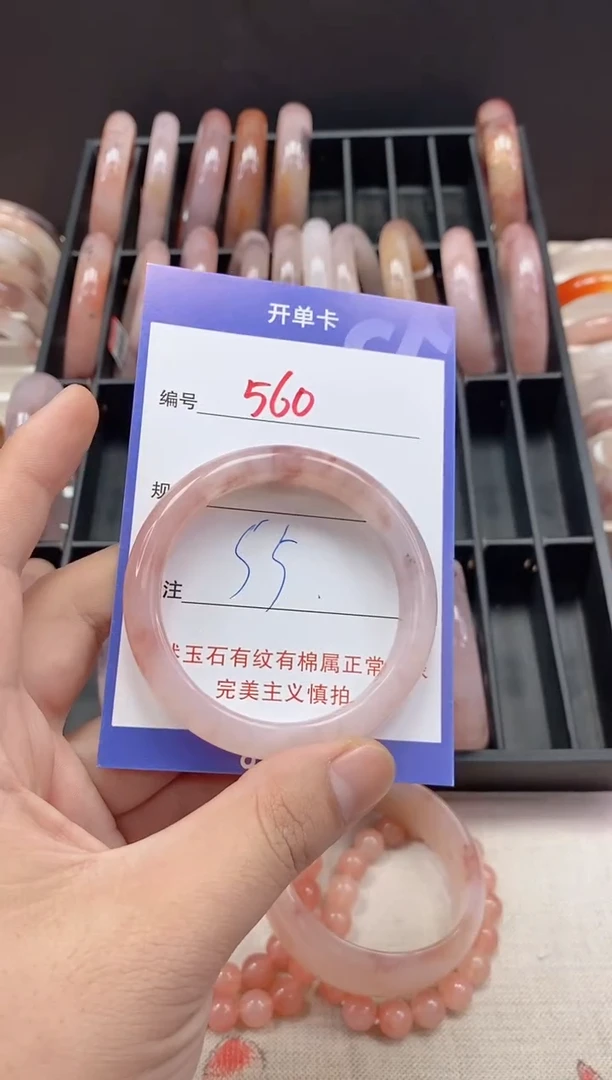 开单卡
编号 560
规
55.
注
玉石有纹有棉属正常
完美主义慎拍